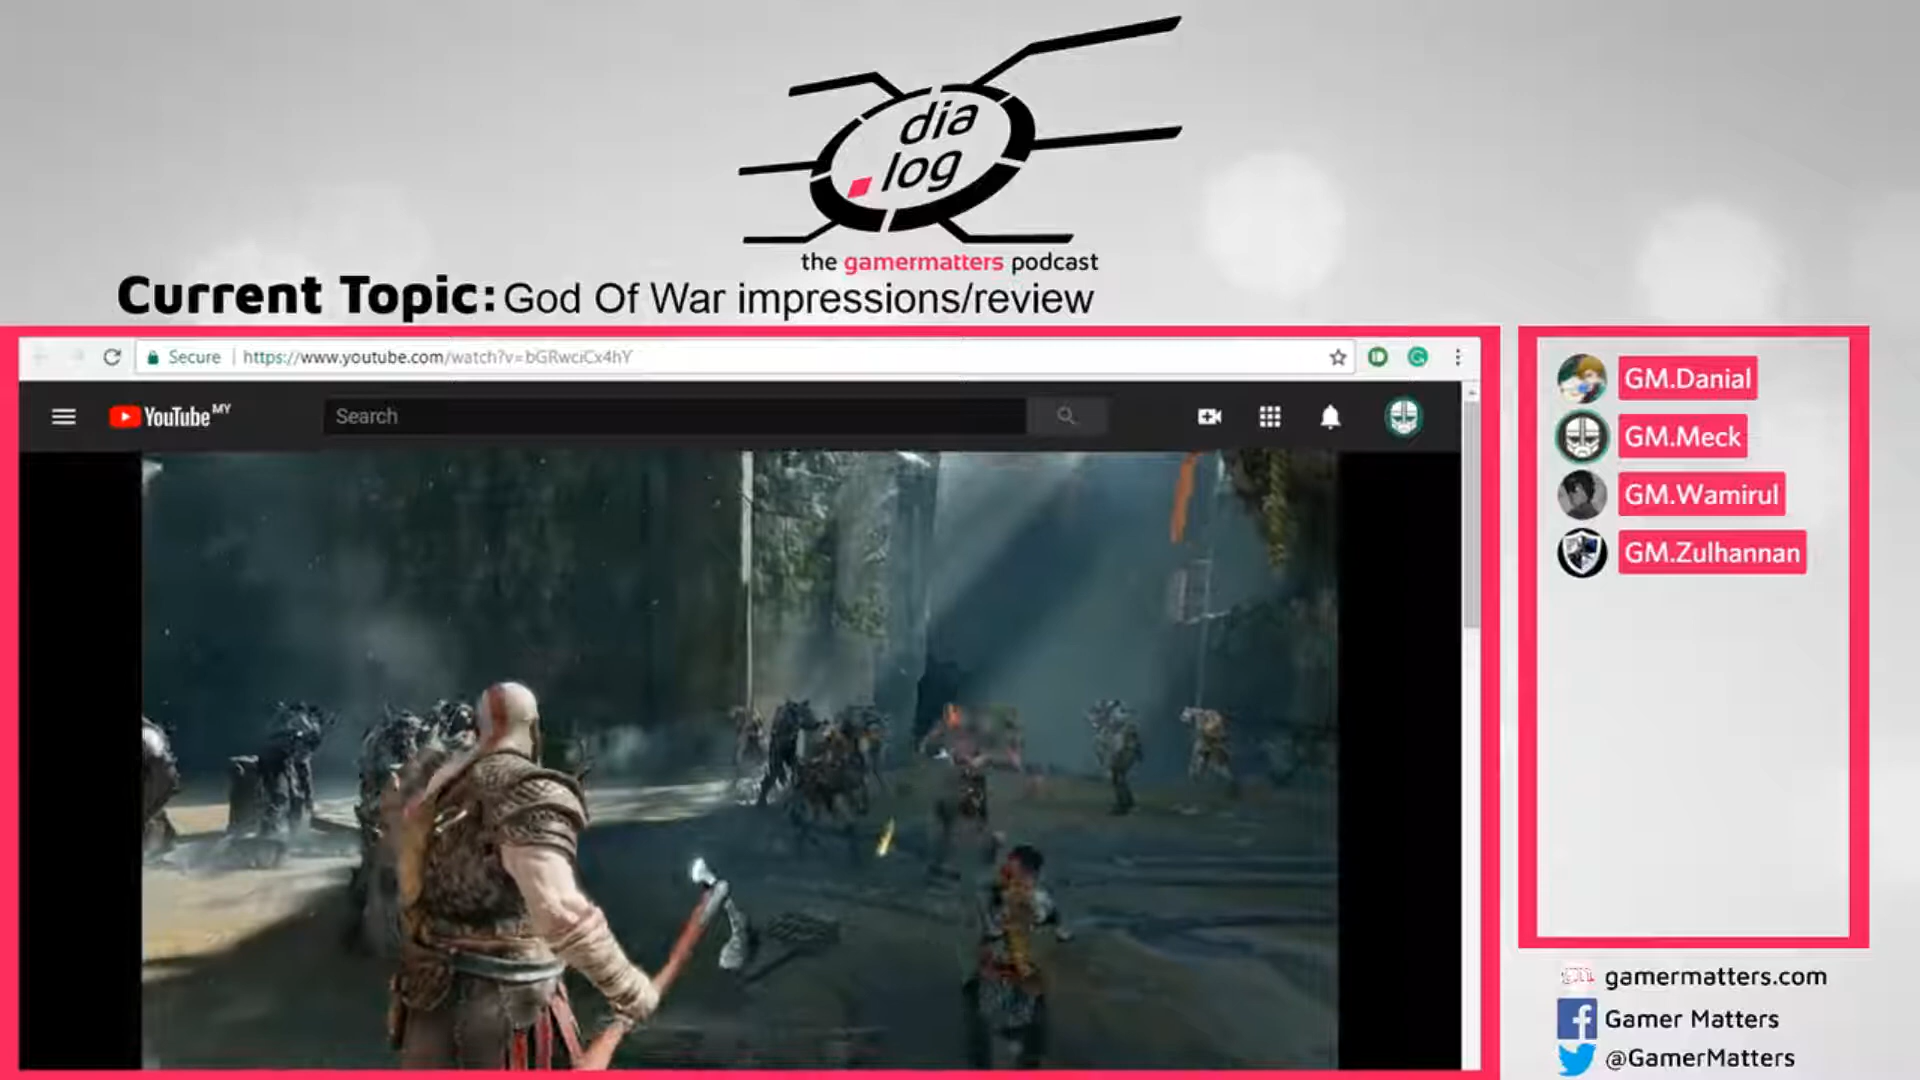 dia
log
the gamermatters podcast
Current Topic: God Of War impressions/review
Secure https://www.youtube.com/watch?v=bGRwciCx4hY
YouTube MY
Search
GM.Danial
GM.Meck
GM.Wamirul
GM.Zulhannan
gamermatters.com
Gamer Matters
@GamerMatters